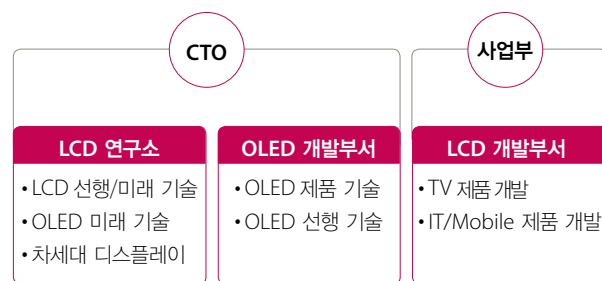 CTO
사업부
LCD 연구소
• LCD 선행/미래 기술
• OLED 미래 기술
• 차세대 디스플레이
OLED 개발부서
• OLED 제품 기술
• OLED 선행 기술
LCD 개발부서
• TV 제품 개발
• IT/Mobile 제품 개발